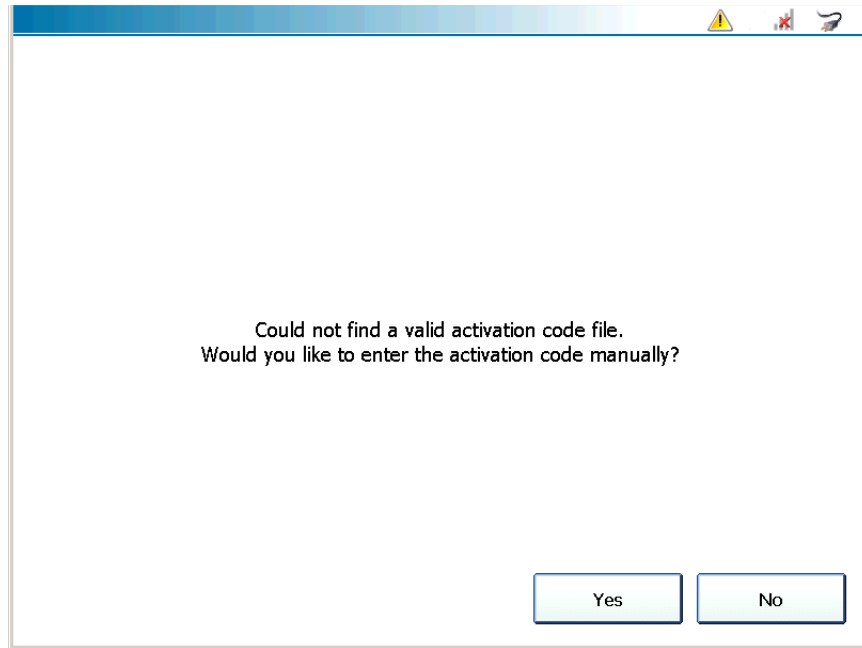 Could not find a valid activation code file.
Would you like to enter the activation code manually?
Yes
No